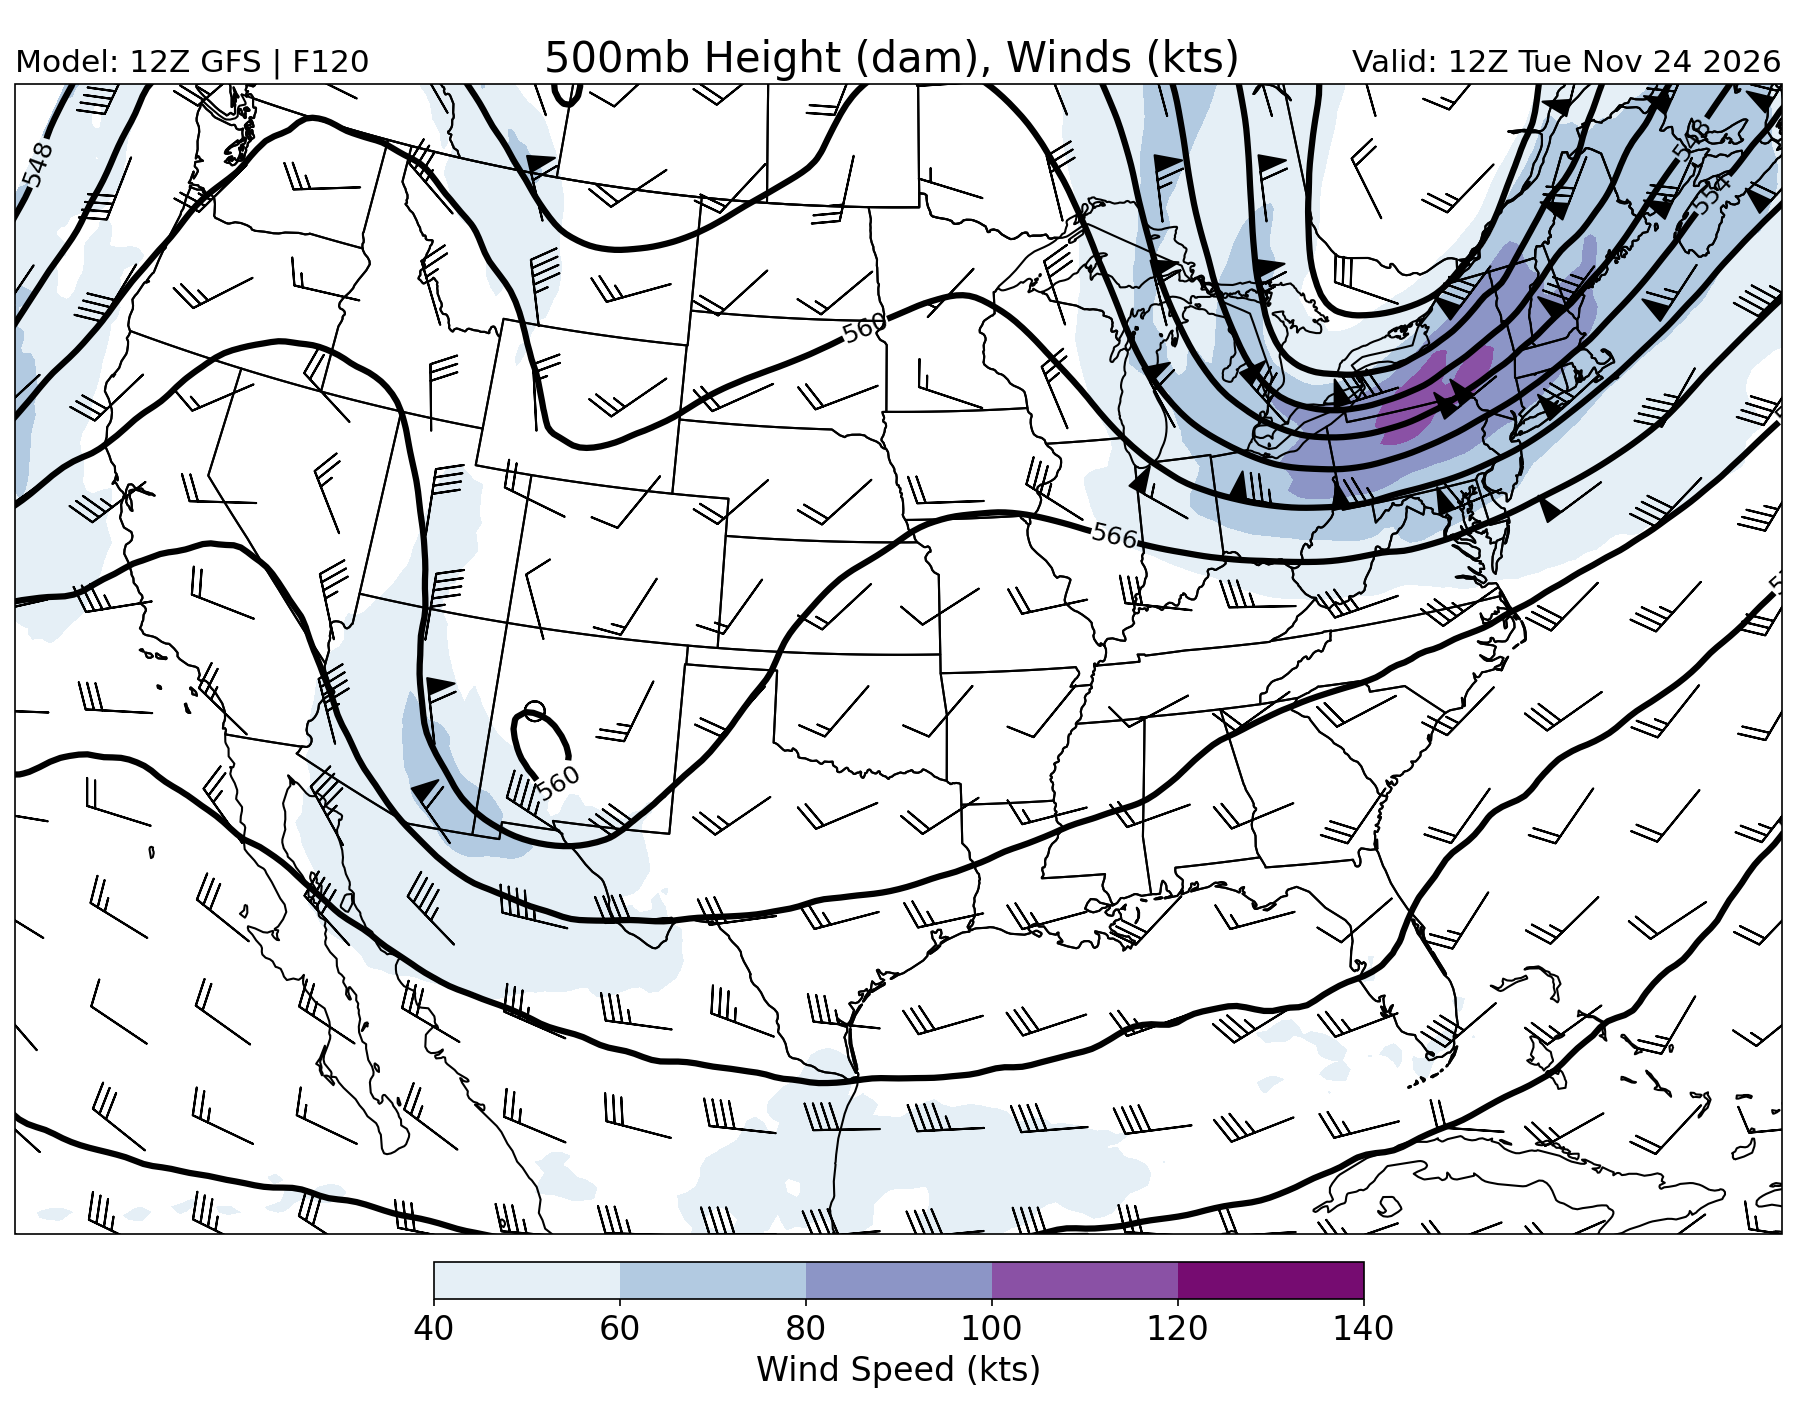 Model: 12Z GFS | F120
500mb Height (dam), Winds (kts)
Valid: 12Z Tue Nov 24 2026
548
548
554
560
566
560
40 60 80 100 120 140
Wind Speed (kts)